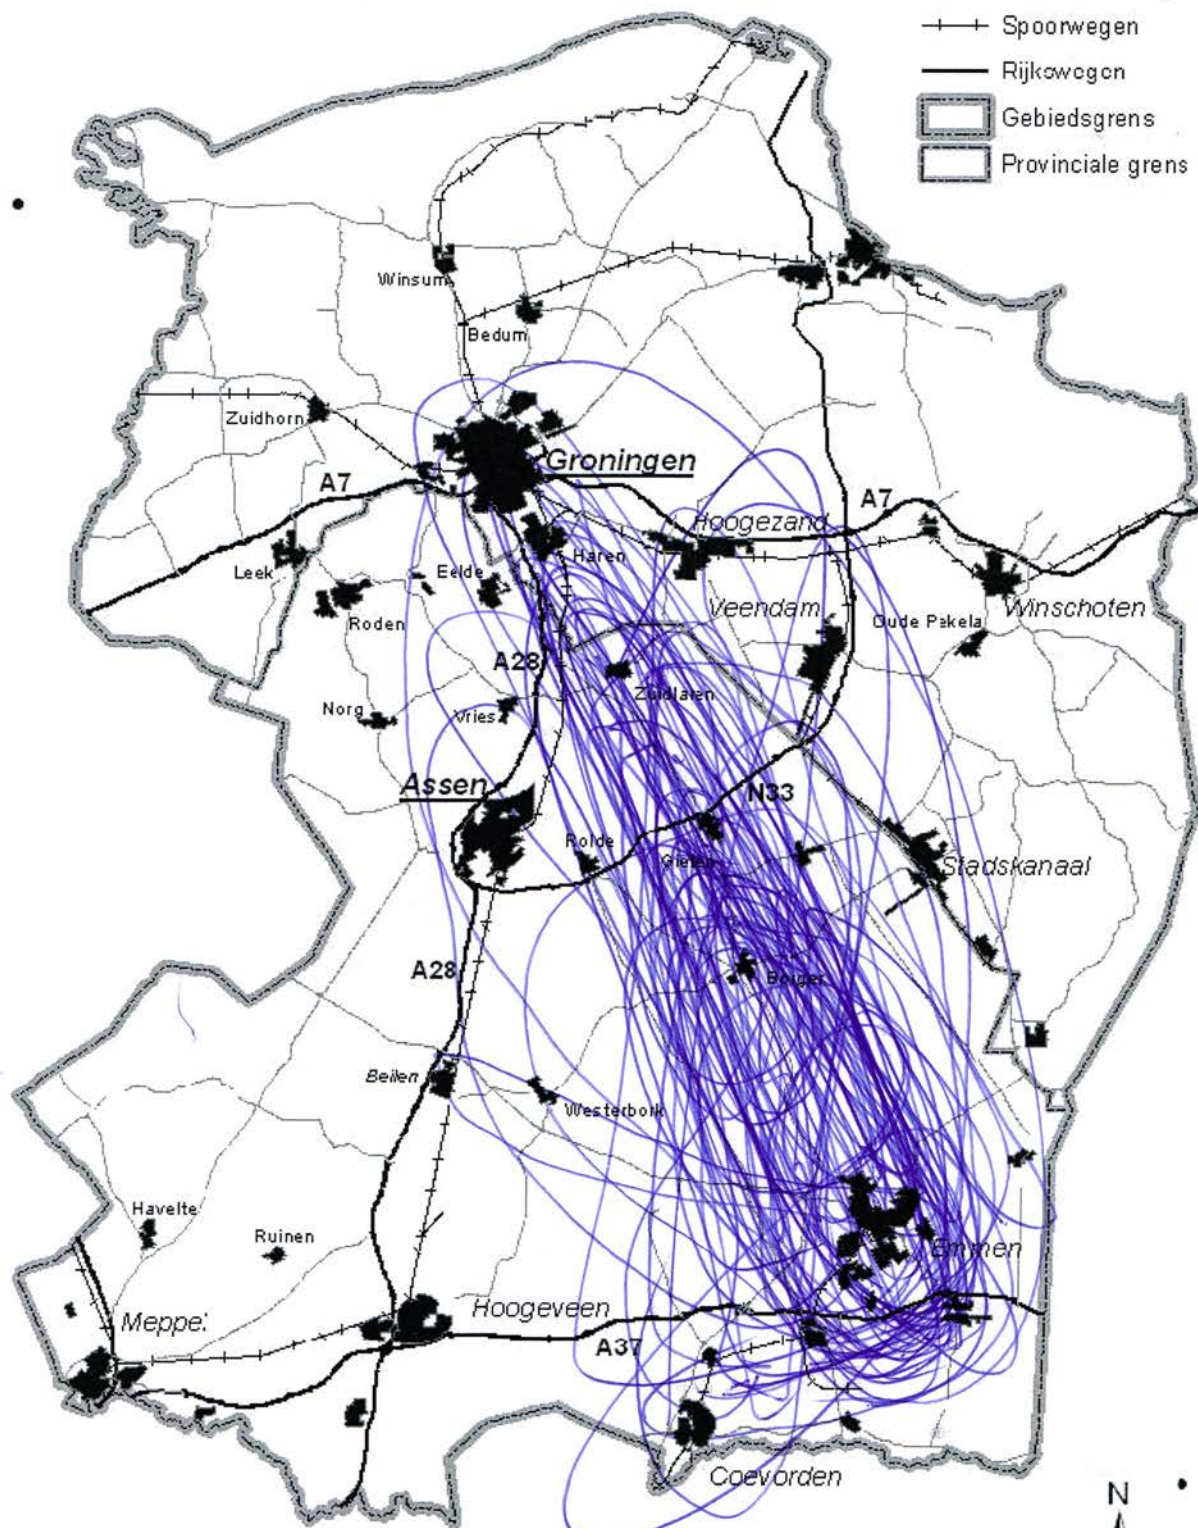 Spoorwegen
Rijkswegen
Gebiedsgrens
Provinciale grens
Winsum
Bedum
Zuidhorn
Groningen
A7
Hoogezand
A7
Haren
Leek
Eelde
Roden
Veendam
Oude Pekela
Winschoten
A28
Zuidlaren
Norg
Vries
Assen
N33
Rolde
Gieten
Stadskanaal
A28
Borger
Beilen
Westerbork
Havelte
Ruinen
Emmen
Hoogeveen
Meppel
A37
Coevorden
N